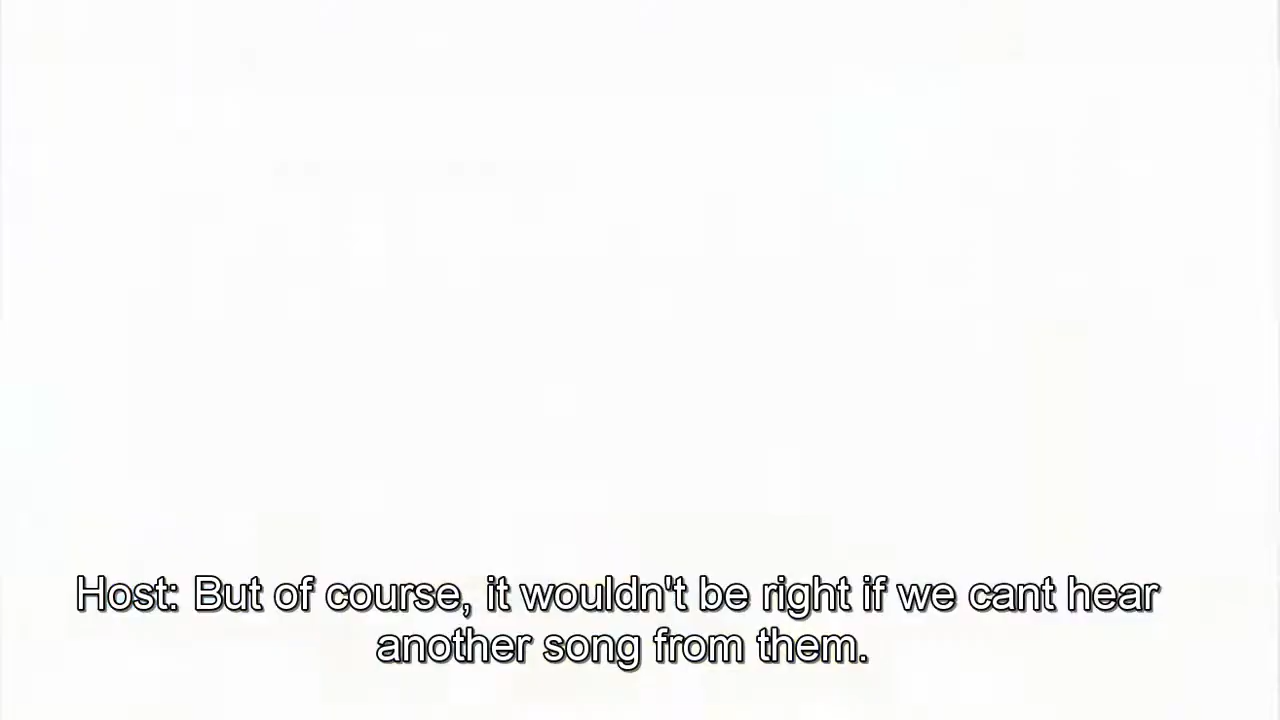 Host: But of course, it wouldn't be right if we cant hear
another song from them.